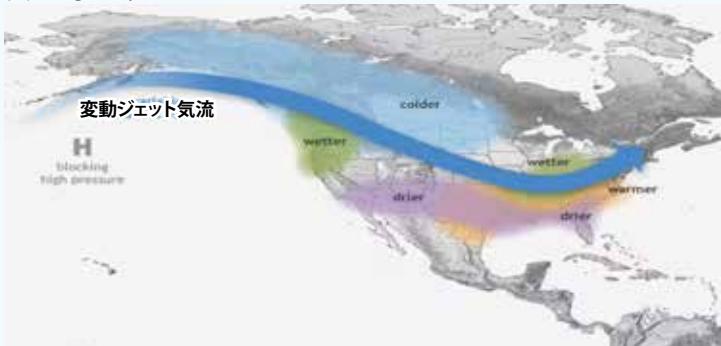 変動ジェット気流
colder
wetter
wetter
H
blocking
high pressure
drier
warmer
drier